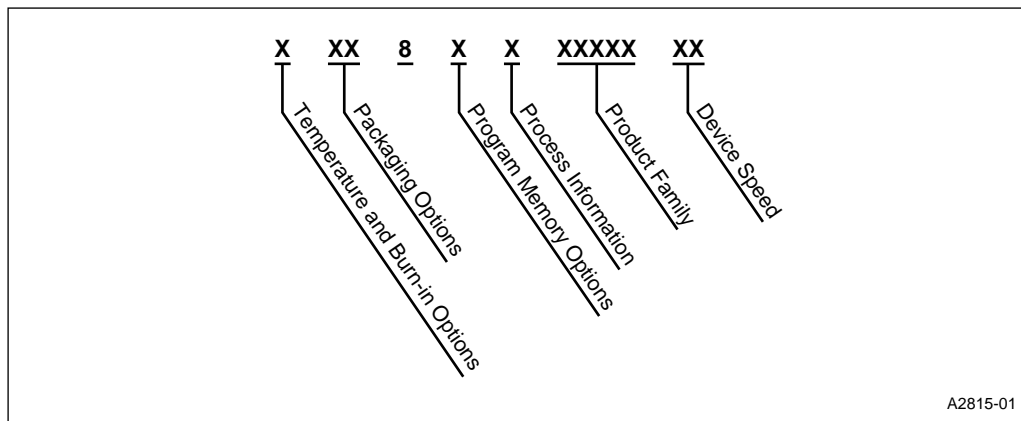 X XX 8 X X XXXXX XX
Temperature and Burn-in Options
Packaging Options
Program Memory Options
Process Information
Product Family
Device Speed
A2815-01